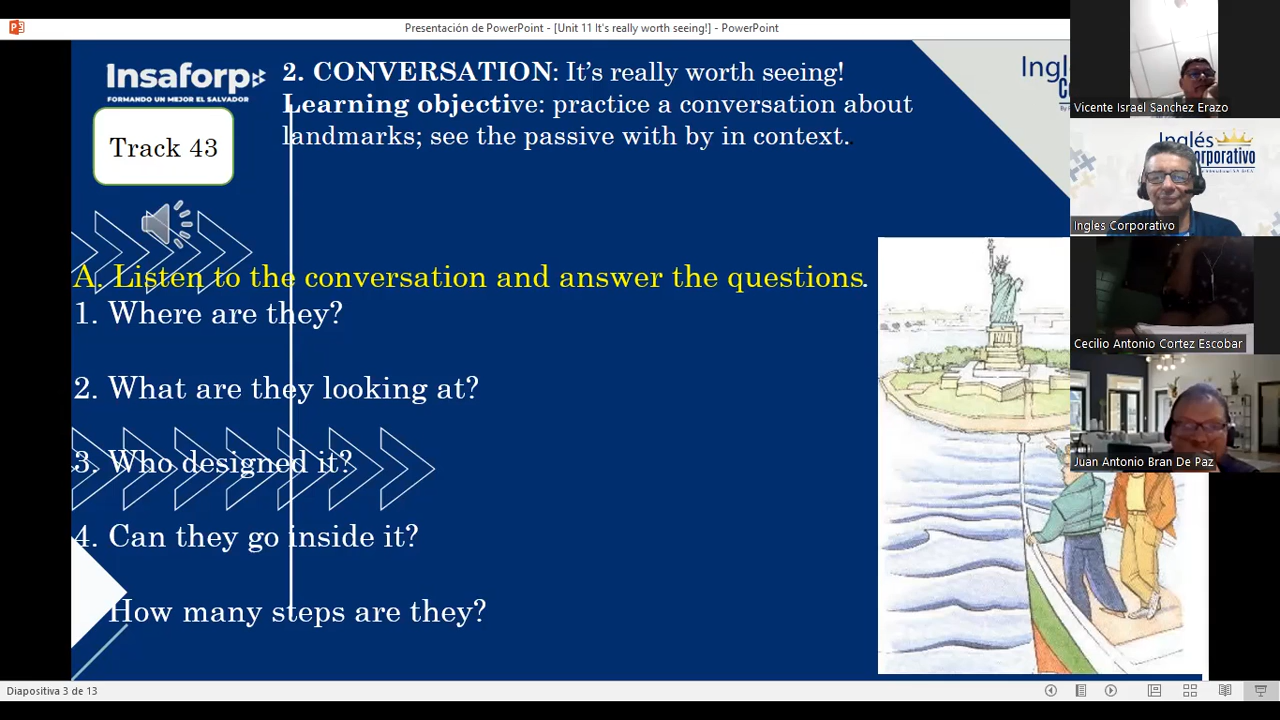 Presentación de PowerPoint - [Unit 11 It's really worth seeing!] - PowerPoint
Insaforp
FORMANDO UN MEJOR EL SALVADOR
Track 43
2. CONVERSATION: It's really worth seeing!
Learning objective: practice a conversation about
landmarks; see the passive with by in context.
A. Listen to the conversation and answer the questions.
1. Where are they?
2. What are they looking at?
3. Who designed it?
4. Can they go inside it?
How many steps are they?
Vicente Israel Sanchez Erazo
Inglés
Ingles Corporativo
Cecilio Antonio Cortez Escobar
Juan Antonio Bran De Paz
Diapositiva 3 de 13